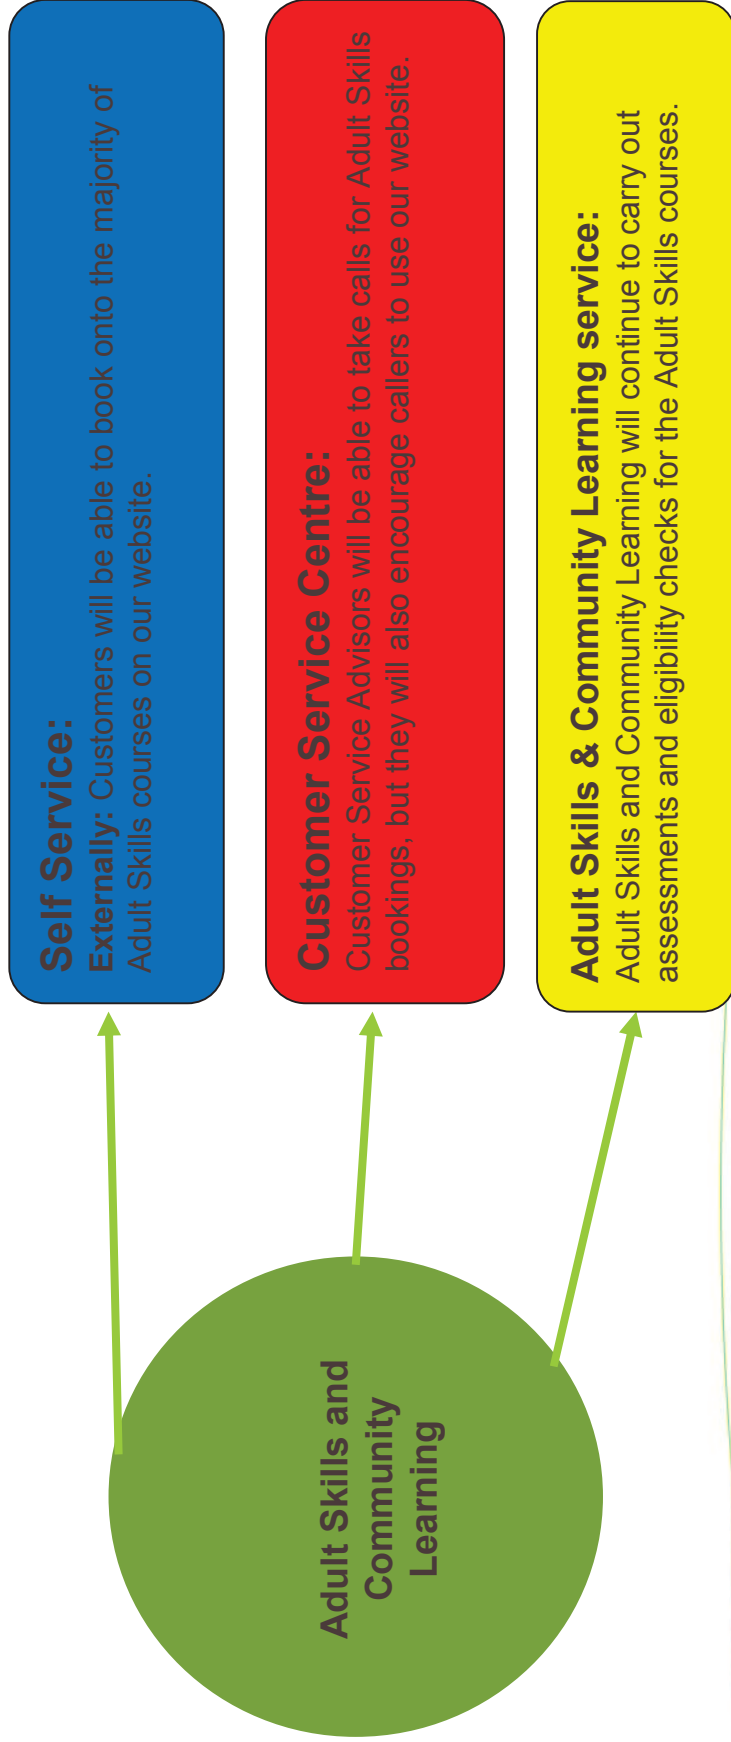 Adult Skills and
Community
Learning
Self Service:
Externally: Customers will be able to book onto the majority of
Adult Skills courses on our website.
Customer Service Centre:
Customer Service Advisors will be able to take calls for Adult Skills
bookings, but they will also encourage callers to use our website.
Adult Skills & Community Learning service:
Adult Skills and Community Learning will continue to carry out
assessments and eligibility checks for the Adult Skills courses.